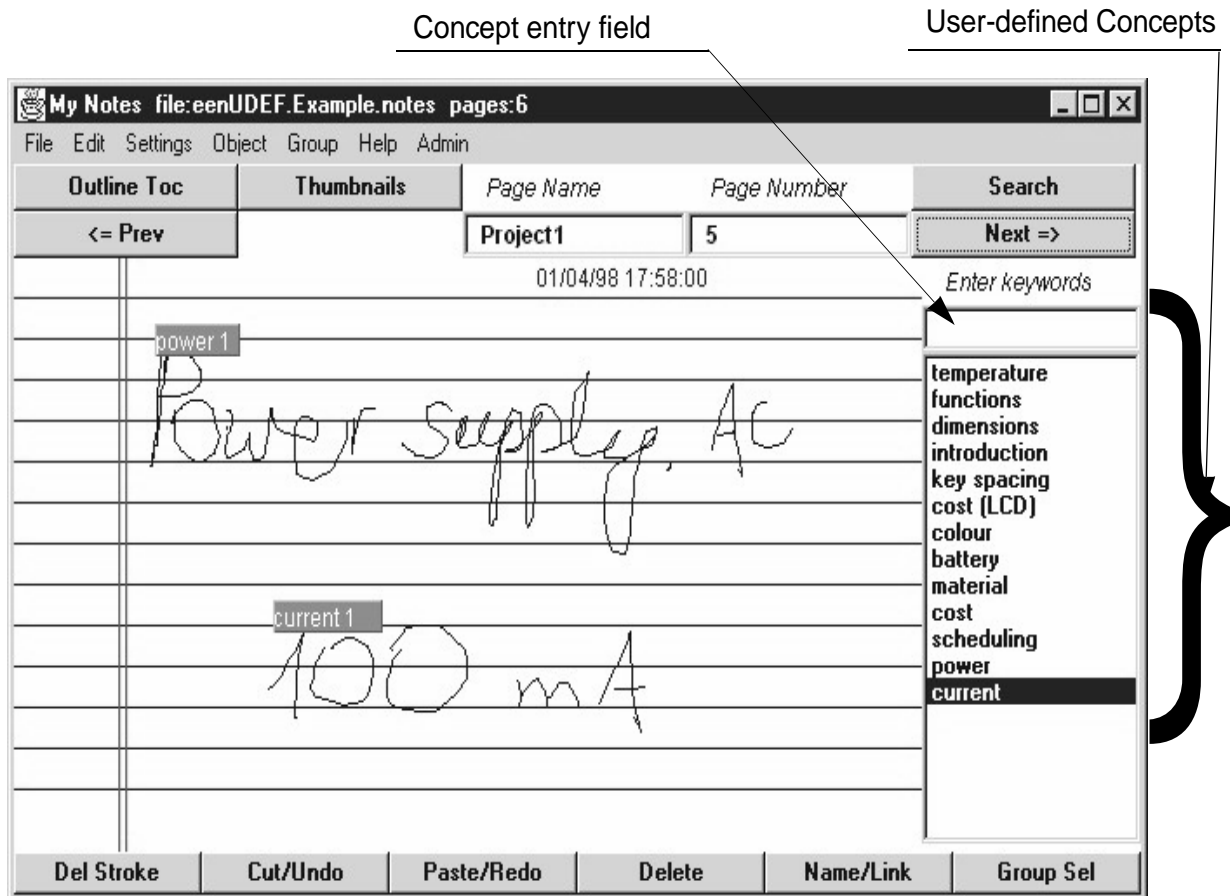 Concept entry field
User-defined Concepts
My Notes file:eenUDEF.Example.notes pages:6
File Edit Settings Object Group Help Admin
Outline Toc Thumbnails Page Name Page Number Search
<= Prev Project1 5 Next =>
01/04/98 17:58:00
Enter keywords
power 1
Power supply, AC
current 1
100 mA
temperature
functions
dimensions
introduction
key spacing
cost (LCD)
colour
battery
material
cost
scheduling
power
current
Del Stroke Cut/Undo Paste/Redo Delete Name/Link Group Sel